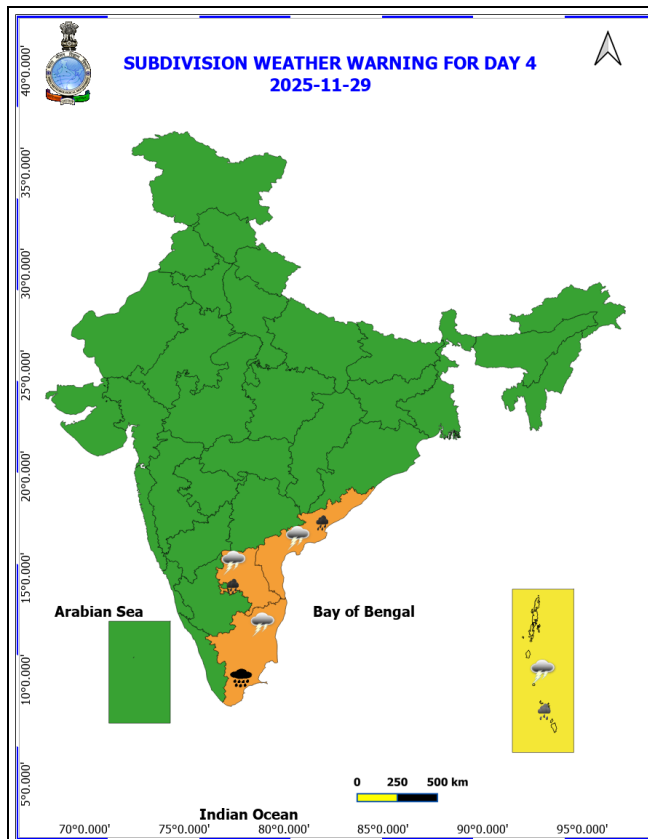 SUBDIVISION WEATHER WARNING FOR DAY 4
2025-11-29
40°0.000'
35°0.000'
30°0.000'
25°0.000'
20°0.000'
15°0.000'
10°0.000'
5°0.000'
Arabian Sea
Bay of Bengal
0 250 500 km
Indian Ocean
70°0.000' 75°0.000' 80°0.000' 85°0.000' 90°0.000' 95°0.000'